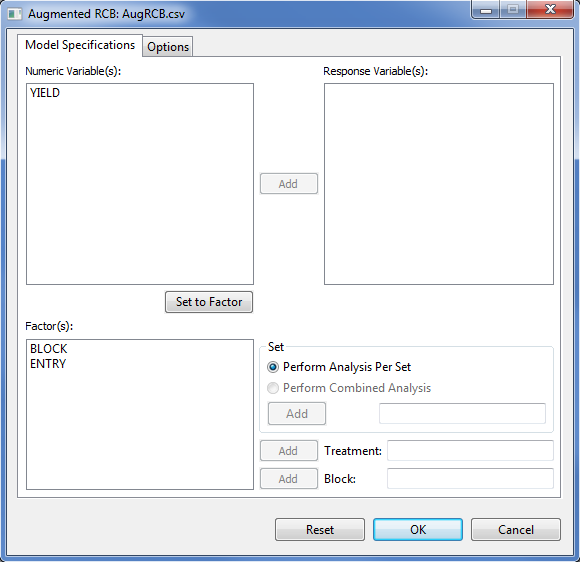 Augmented RCB: AugRCB.csv
Model Specifications
Options
Numeric Variable(s):
Response Variable(s):
YIELD
Add
Set to Factor
Factor(s):
BLOCK
ENTRY
Set
Perform Analysis Per Set
Perform Combined Analysis
Add
Add Treatment:
Add Block:
Reset OK Cancel